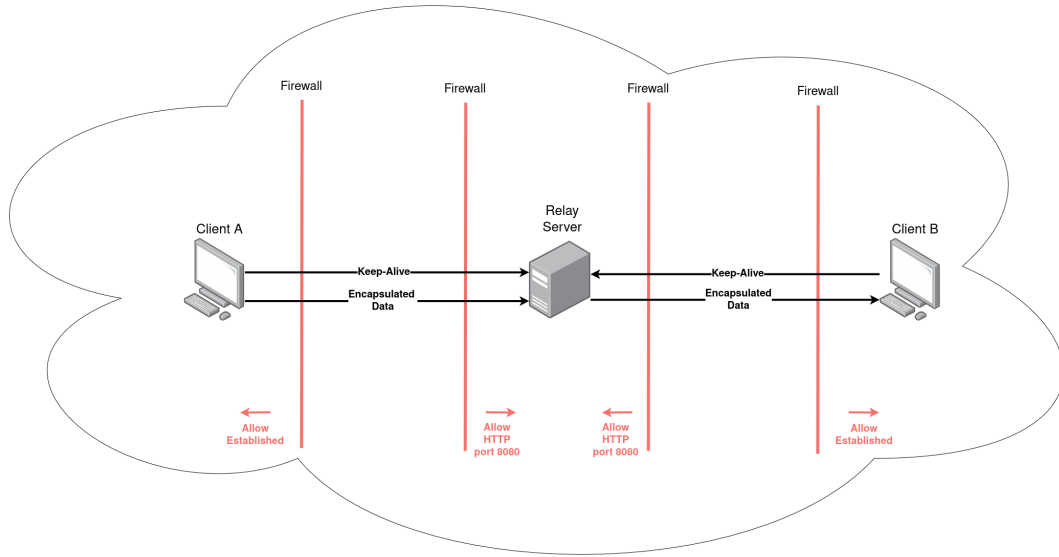 Firewall
Firewall
Firewall
Firewall
Client A
Relay
Server
Client B
Keep-Alive
Keep-Alive
Encapsulated
Data
Encapsulated
Data
Allow
Established
Allow
HTTP
port 8080
Allow
HTTP
port 8080
Allow
Established